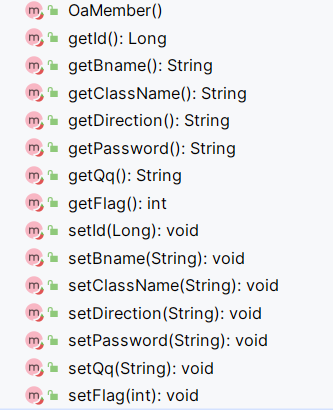 OaMember()
getId(): Long
getBname(): String
getClassName(): String
getDirection(): String
getPassword(): String
getQq(): String
getFlag(): int
setId(Long): void
setBname(String): void
setClassName(String): void
setDirection(String): void
setPassword(String): void
setQq(String): void
setFlag(int): void